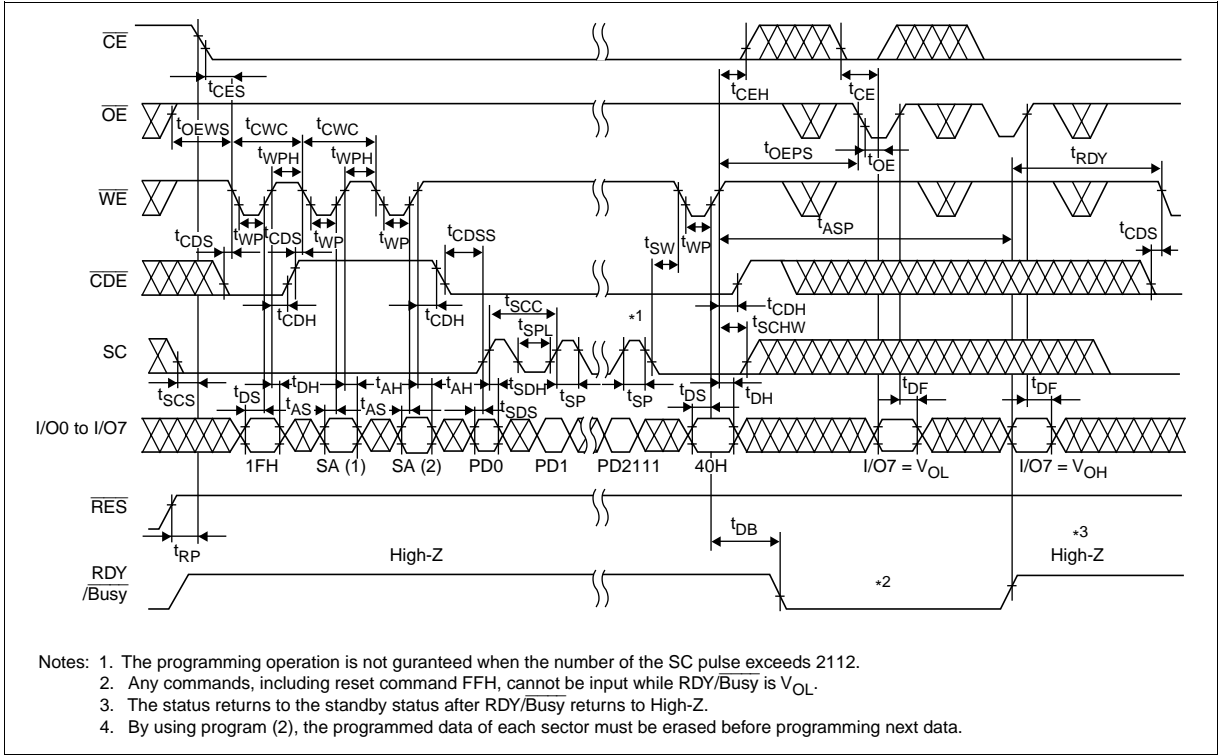 CE
tCES tCEH tCE
OE
tOEWS tCWC tCWC
tWPH tWPH tOEPS tOE tRDY
WE
tCDS tWP tCDS tWP tWP tCDSS tSW tWP tASP tCDS
CDE
tCDH tCDH tSCC *1 tCDH
tSPL tSCHW
SC
tSCS tDS tDH tAS tAH tAS tAH tSDH tSDS tSP tSP tDS tDH tDF tDF
I/O0 to I/O7
1FH SA (1) SA (2) PD0 PD1 PD2111 40H I/O7 = VOL I/O7 = VOH
RES
tRP High-Z tDB *3
High-Z
RDY
/Busy *2
Notes: 1. The programming operation is not guranteed when the number of the SC pulse exceeds 2112.
2. Any commands, including reset command FFH, cannot be input while RDY/Busy is VOL.
3. The status returns to the standby status after RDY/Busy returns to High-Z.
4. By using program (2), the programmed data of each sector must be erased before programming next data.